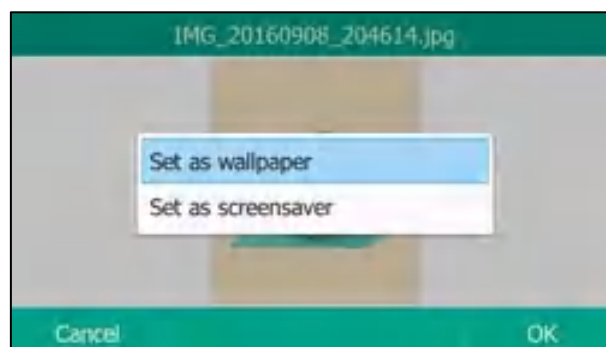 IMG_20160908_204614.jpg
Set as wallpaper
Set as screensaver
Cancel OK